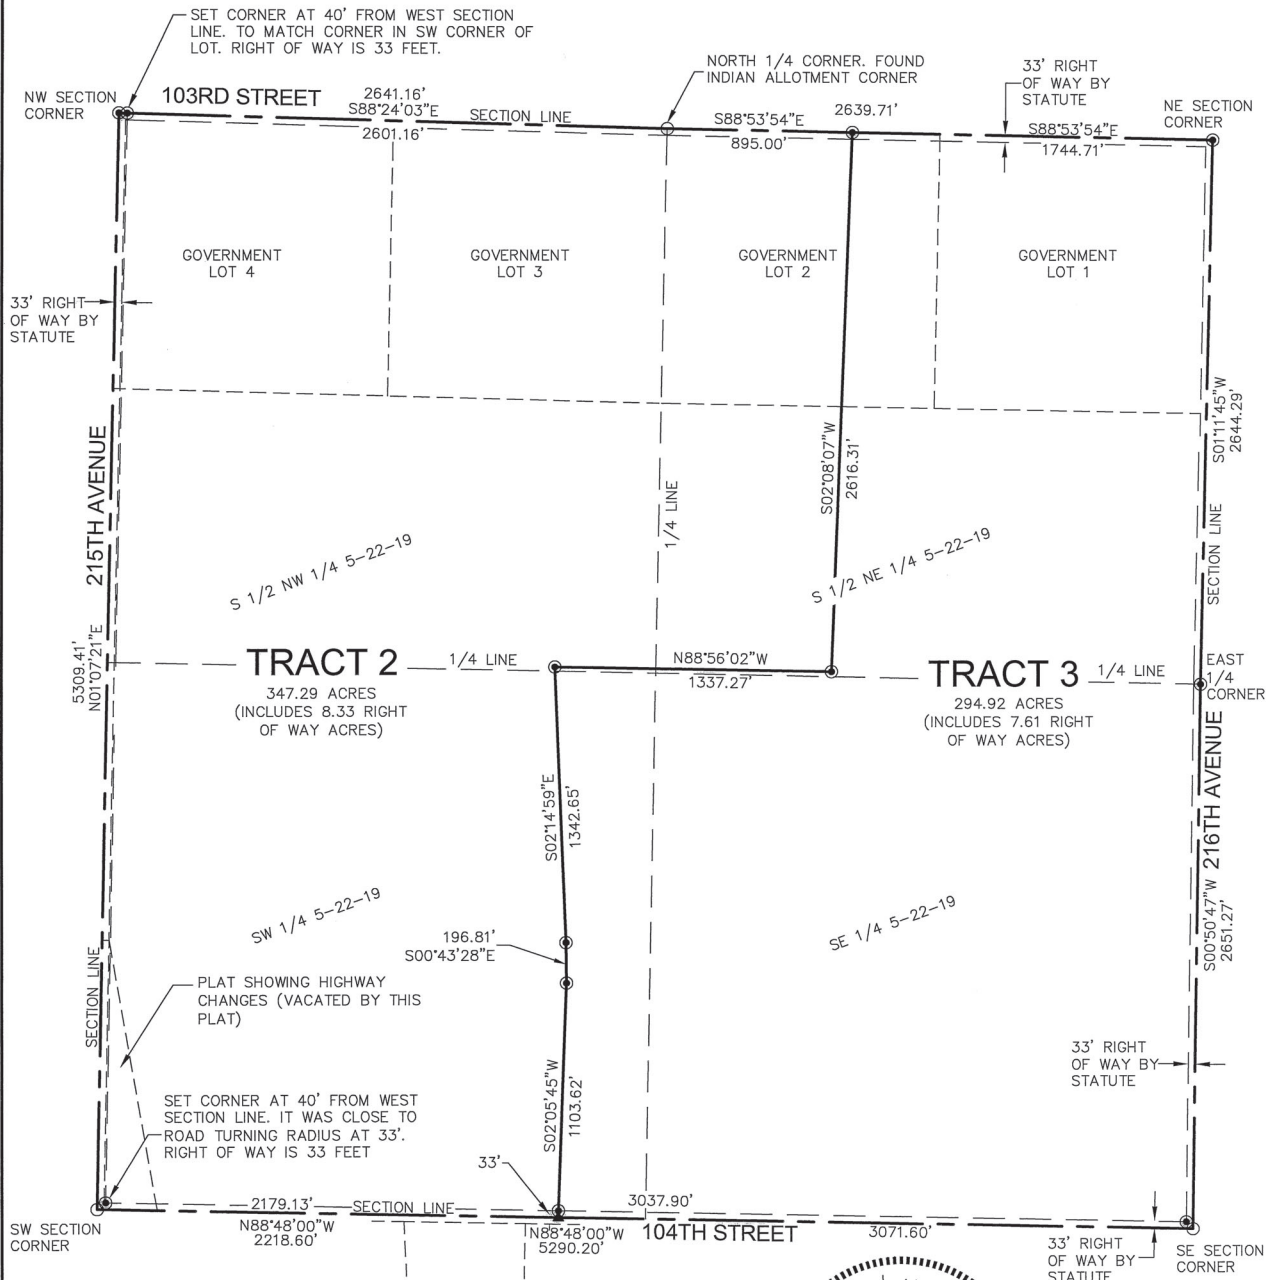 SET CORNER AT 40' FROM WEST SECTION
LINE. TO MATCH CORNER IN SW CORNER OF
LOT. RIGHT OF WAY IS 33 FEET.
NORTH 1/4 CORNER. FOUND
INDIAN ALLOTMENT CORNER
33' RIGHT
OF WAY BY
STATUTE
NW SECTION
CORNER
103RD STREET
2641.16'
S88°24'03"E
2601.16'
SECTION LINE
S88°53'54"E
895.00'
2639.71'
S88°53'54"E
1744.71'
NE SECTION
CORNER
GOVERNMENT
LOT 4
GOVERNMENT
LOT 3
GOVERNMENT
LOT 2
GOVERNMENT
LOT 1
33' RIGHT
OF WAY BY
STATUTE
215TH AVENUE
1/4 LINE
S02°08'07"W
2616.31'
S01°11'45"W
2644.29'
SECTION LINE
S 1/2 NW 1/4 5-22-19
S 1/2 NE 1/4 5-22-19
5309.41'
N01°07'21"E
TRACT 2
347.29 ACRES
(INCLUDES 8.33 RIGHT
OF WAY ACRES)
1/4 LINE
N88°56'02"W
1337.27'
TRACT 3
294.92 ACRES
(INCLUDES 7.61 RIGHT
OF WAY ACRES)
1/4 LINE
EAST
1/4
CORNER
216TH AVENUE
S02°14'59"E
1342.65'
SW 1/4 5-22-19
196.81'
S00°43'28"E
SE 1/4 5-22-19
S00°50'47"W
2651.27'
SECTION LINE
PLAT SHOWING HIGHWAY
CHANGES (VACATED BY THIS
PLAT)
33' RIGHT
OF WAY BY
STATUTE
SET CORNER AT 40' FROM WEST
SECTION LINE. IT WAS CLOSE TO
ROAD TURNING RADIUS AT 33'.
RIGHT OF WAY IS 33 FEET
S02°05'45"W
1103.62'
33'
2179.13'
SECTION LINE
3037.90'
SW SECTION
CORNER
N88°48'00"W
2218.60'
N88°48'00"W
5290.20'
104TH STREET
3071.60'
33' RIGHT
OF WAY BY
STATUTE
SE SECTION
CORNER